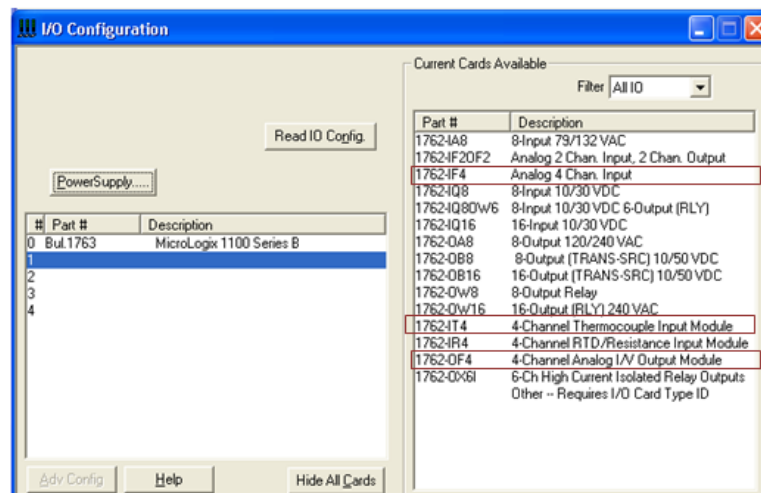 I/O Configuration
Read IO Config.
PowerSupply.....
# Part # Description
0 Bul.1763 MicroLogix 1100 Series B
1
2
3
4
Adv Config Help Hide All Cards
Current Cards Available
Filter All IO
Part # Description
1762-IA8 8-Input 79/132 VAC
1762-IF2OF2 Analog 2 Chan. Input, 2 Chan. Output
1762-IF4 Analog 4 Chan. Input
1762-IQ8 8-Input 10/30 VDC
1762-IQ8OW6 8-Input 10/30 VDC 6-Output (RLY)
1762-IQ16 16-Input 10/30 VDC
1762-OA8 8-Output 120/240 VAC
1762-OB8 8-Output (TRANS-SRC) 10/50 VDC
1762-OB16 16-Output (TRANS-SRC) 10/50 VDC
1762-OW8 8-Output Relay
1762-OW16 16-Output (RLY) 240 VAC
1762-IT4 4-Channel Thermocouple Input Module
1762-IR4 4-Channel RTD/Resistance Input Module
1762-OF4 4-Channel Analog I/V Output Module
1762-OX6I 6-Ch High Current Isolated Relay Outputs
Other -- Requires I/O Card Type ID